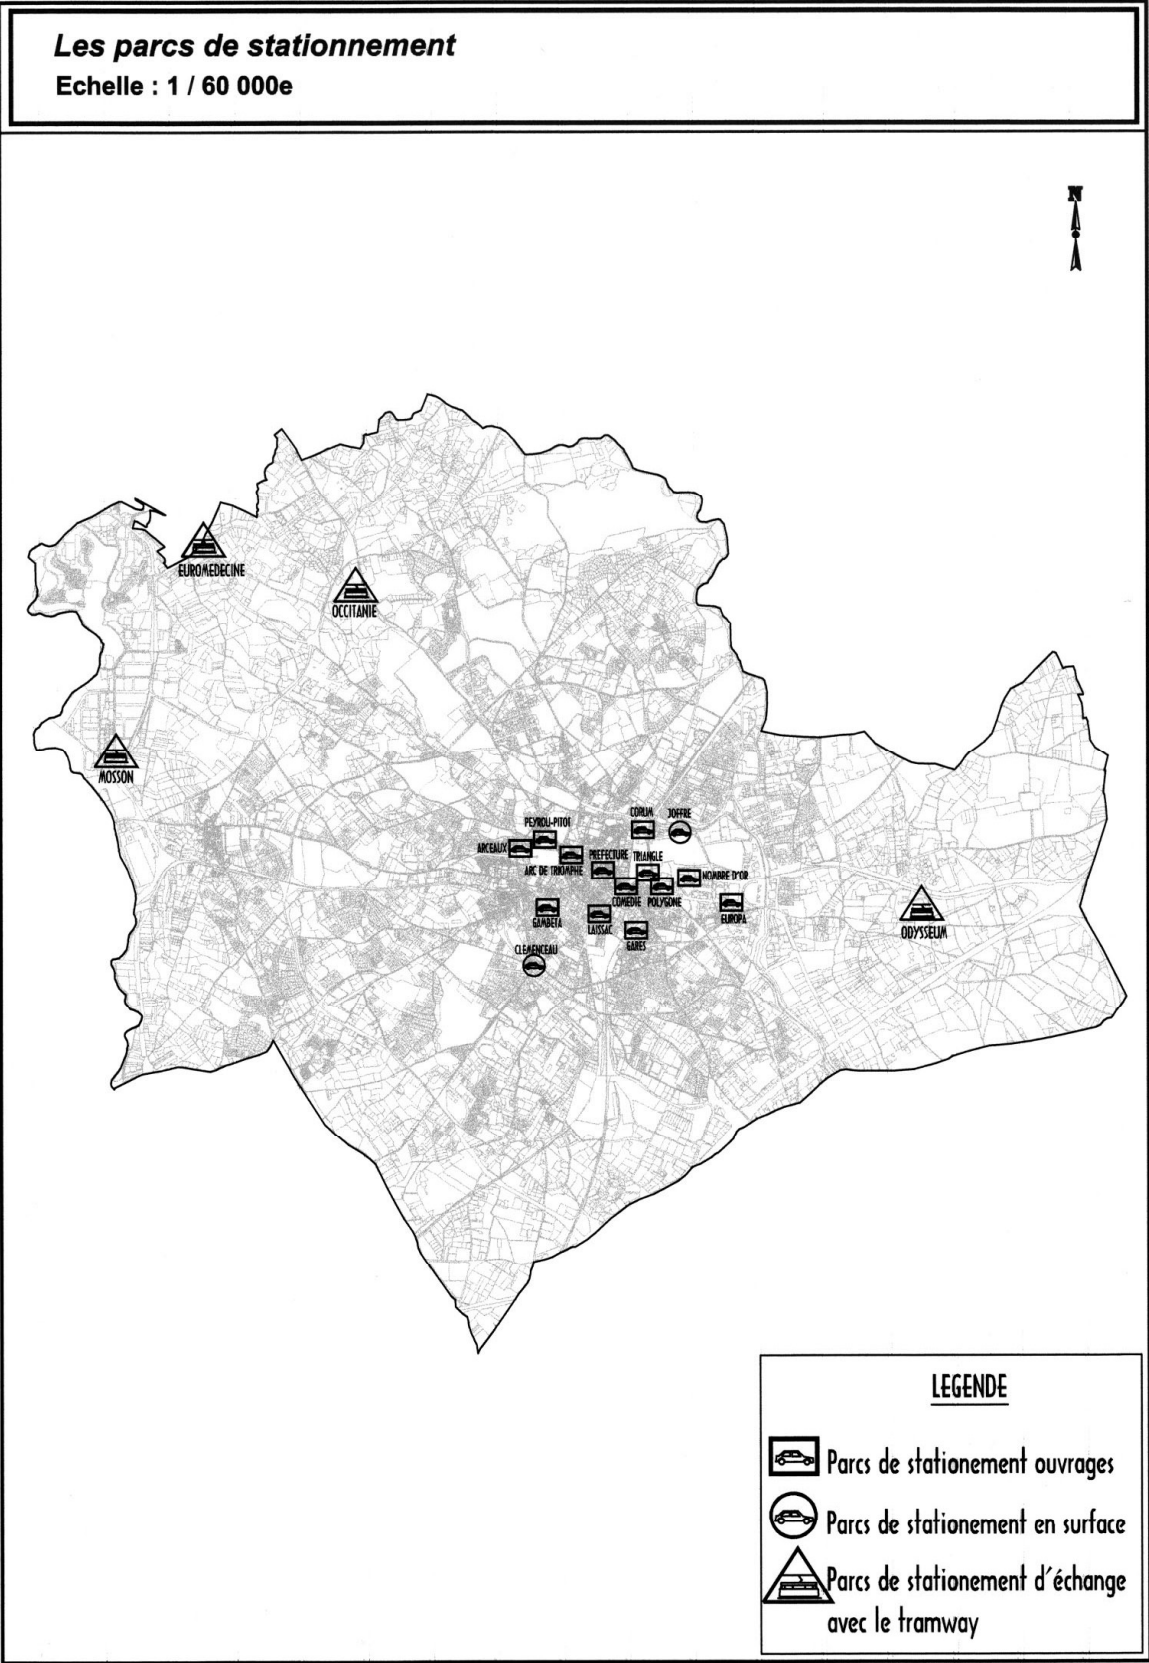 Les parcs de stationnement
Echelle : 1 / 60 000e
N
EUROMEDECINE
OCCITANIE
MOSSON
CORUM
JOFFRE
PEYROU-PITOT
ARCEAUX
ARC DE TRIOMPHE
PREFECTURE
TRIANGLE
NOMBRE D'OR
COMEDIE
POLYGONE
EUROPA
GAMBETA
LAISSAC
GARES
ODYSSEUM
CLEMENCEAU
LEGENDE
Parcs de stationement ouvrages
Parcs de stationement en surface
Parcs de stationement d'échange
avec le tramway